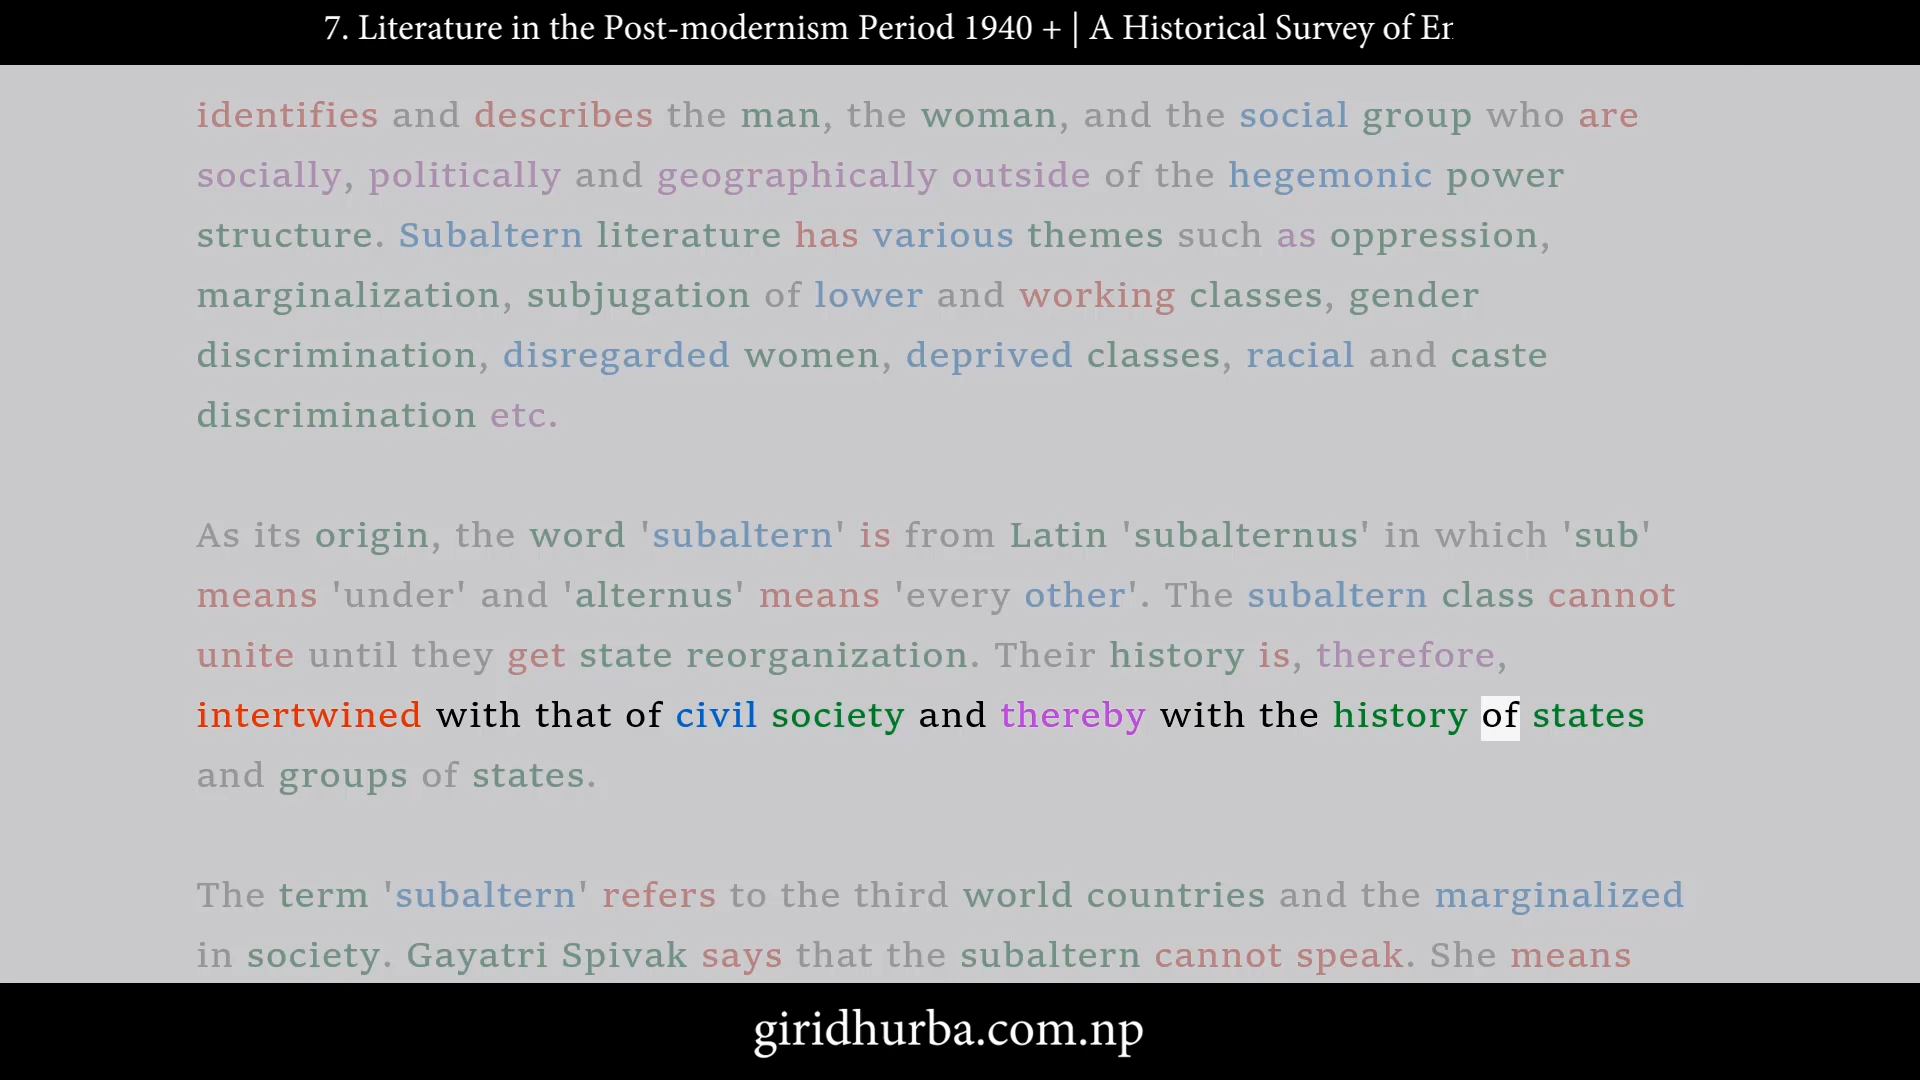 7. Literature in the Post-modernism Period 1940 + | A Historical Survey of En
identifies and describes the man, the woman, and the social group who are
socially, politically and geographically outside of the hegemonic power
structure. Subaltern literature has various themes such as oppression,
marginalization, subjugation of lower and working classes, gender
discrimination, disregarded women, deprived classes, racial and caste
discrimination etc.
As its origin, the word 'subaltern' is from Latin 'subalternus' in which 'sub'
means 'under' and 'alternus' means 'every other'. The subaltern class cannot
unite until they get state reorganization. Their history is, therefore,
intertwined with that of civil society and thereby with the history of states
and groups of states.
The term 'subaltern' refers to the third world countries and the marginalized
in society. Gayatri Spivak says that the subaltern cannot speak. She means
giridhurba.com.np